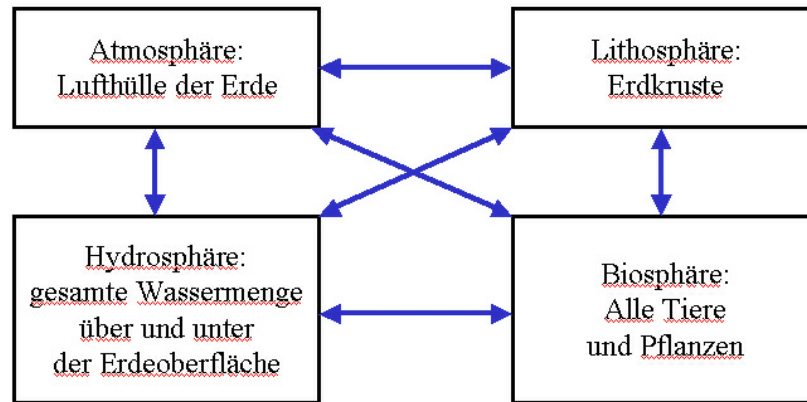 Atmosphäre:
Lufthülle der Erde
Lithosphäre:
Erdkruste
Hydrosphäre:
gesamte Wassermenge
über und unter
der Erdeoberfläche
Biosphäre:
Alle Tiere
und Pflanzen